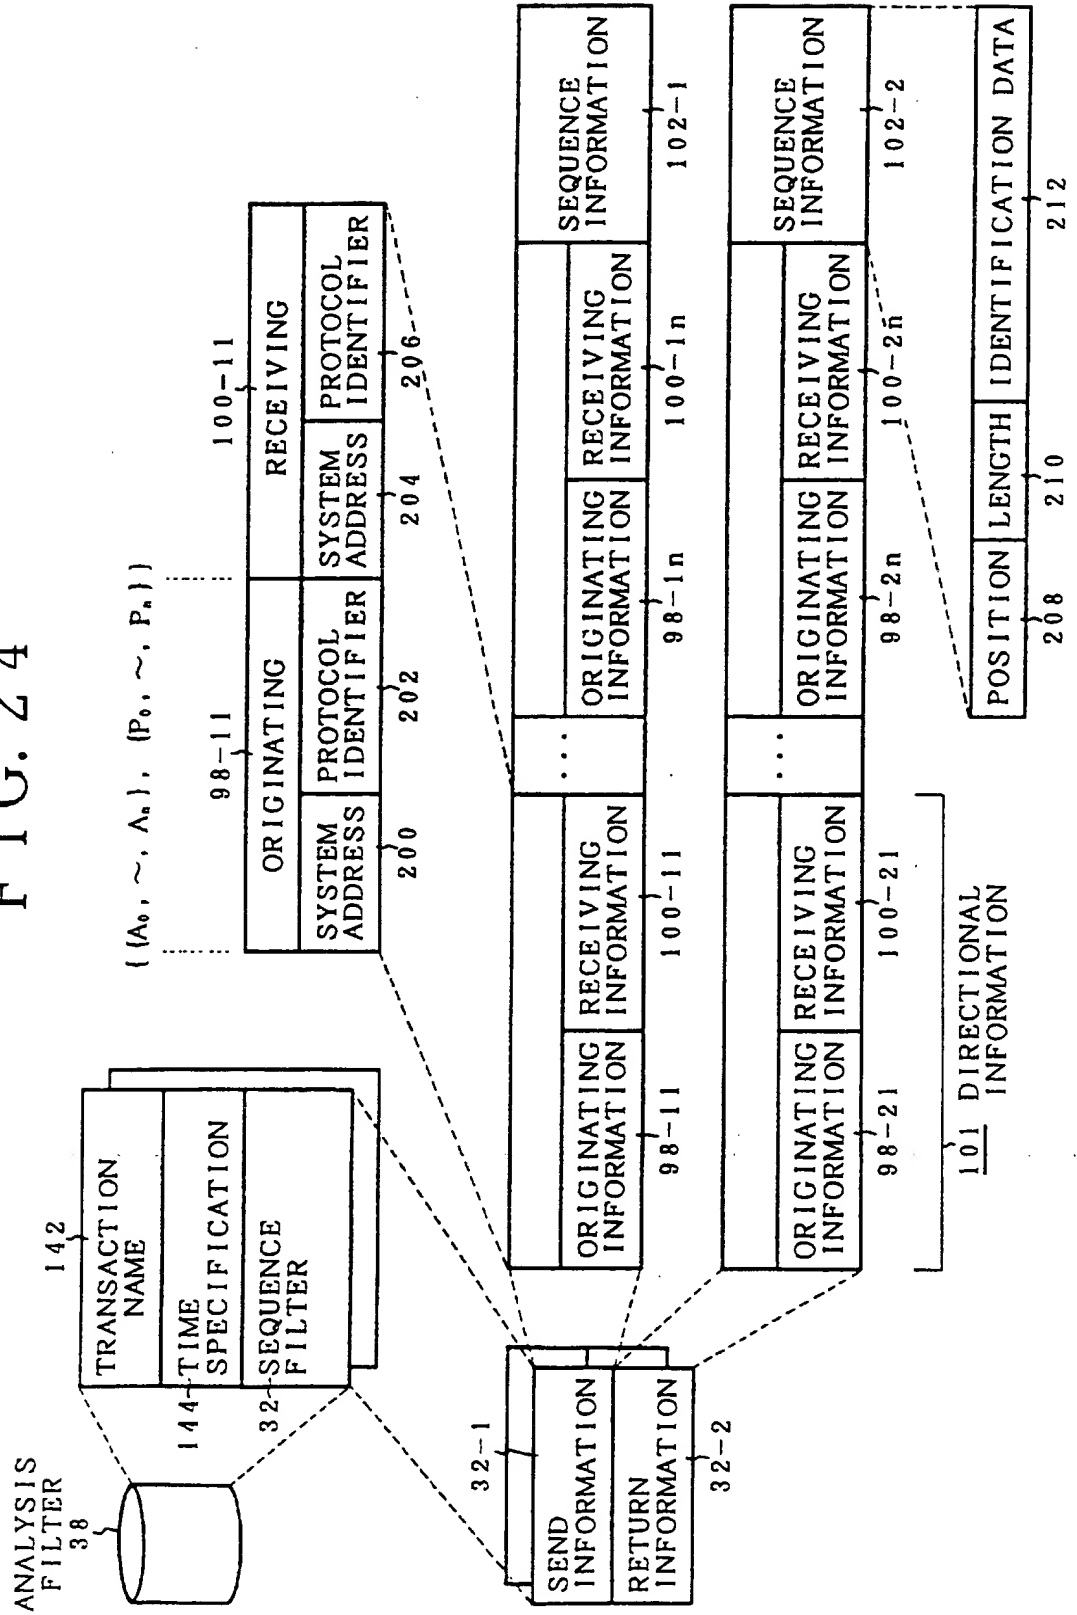 FIG. 24
ANALYSIS
FILTER
38
142
TRANSACTION
NAME
144
TIME
SPECIFICATION
32
SEQUENCE
FILTER
{{A₀, ~, Aₙ}, {P₀, ~, Pₙ}}
98-11
100-11
ORIGINATING
RECEIVING
SYSTEM
ADDRESS
PROTOCOL
IDENTIFIER
SYSTEM
ADDRESS
PROTOCOL
IDENTIFIER
200
202
204
206
32-1
SEND
INFORMATION
RETURN
INFORMATION
32-2
ORIGINATING
INFORMATION
RECEIVING
INFORMATION
...
ORIGINATING
INFORMATION
RECEIVING
INFORMATION
SEQUENCE
INFORMATION
98-11
100-11
98-1n
100-1n
102-1
ORIGINATING
INFORMATION
RECEIVING
INFORMATION
...
ORIGINATING
INFORMATION
RECEIVING
INFORMATION
SEQUENCE
INFORMATION
98-21
100-21
98-2n
100-2n
102-2
101 DIRECTIONAL
INFORMATION
POSITION
LENGTH
IDENTIFICATION DATA
208
210
212